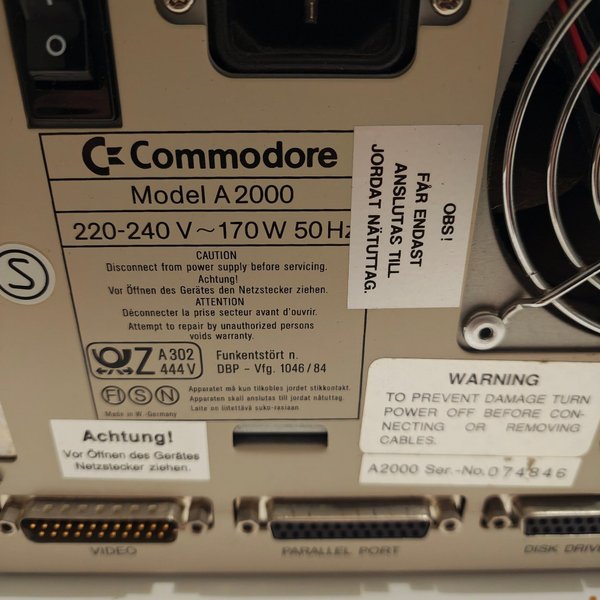 Commodore
Model A2000
220-240 V~170W 50Hz
CAUTION
Disconnect from power supply before servicing.
Achtung!
Vor Öffnen des Gerätes den Netzstecker ziehen.
ATTENTION
Déconnecter la prise secteur avant d'ouvrir.
Attempt to repair by unauthorized persons
voids warranty.
Z A 302
444 V
Funkentstört n.
DBP - Vfg. 1046/84
FI S N
Apparatet må kun tilkobles jordet stikkontakt.
Apparaten skall anslutas till jordat nätuttag.
Laite on liitettävä suko-rasiaan
Made in W.-Germany
OBS!
FÅR ENDAST
ANSLUTAS TILL
JORDAT NÄTUTTAG.
S
Achtung!
Vor Öffnen des Gerätes
Netzstecker ziehen.
WARNING
TO PREVENT DAMAGE TURN
POWER OFF BEFORE CON-
NECTING OR REMOVING
CABLES.
A2000 Ser.-No.074846
VIDEO
PARALLEL PORT
DISK DRIVE